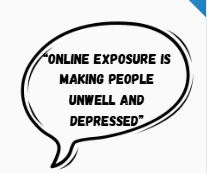 “ONLINE EXPOSURE IS
MAKING PEOPLE
UNWELL AND
DEPRESSED”